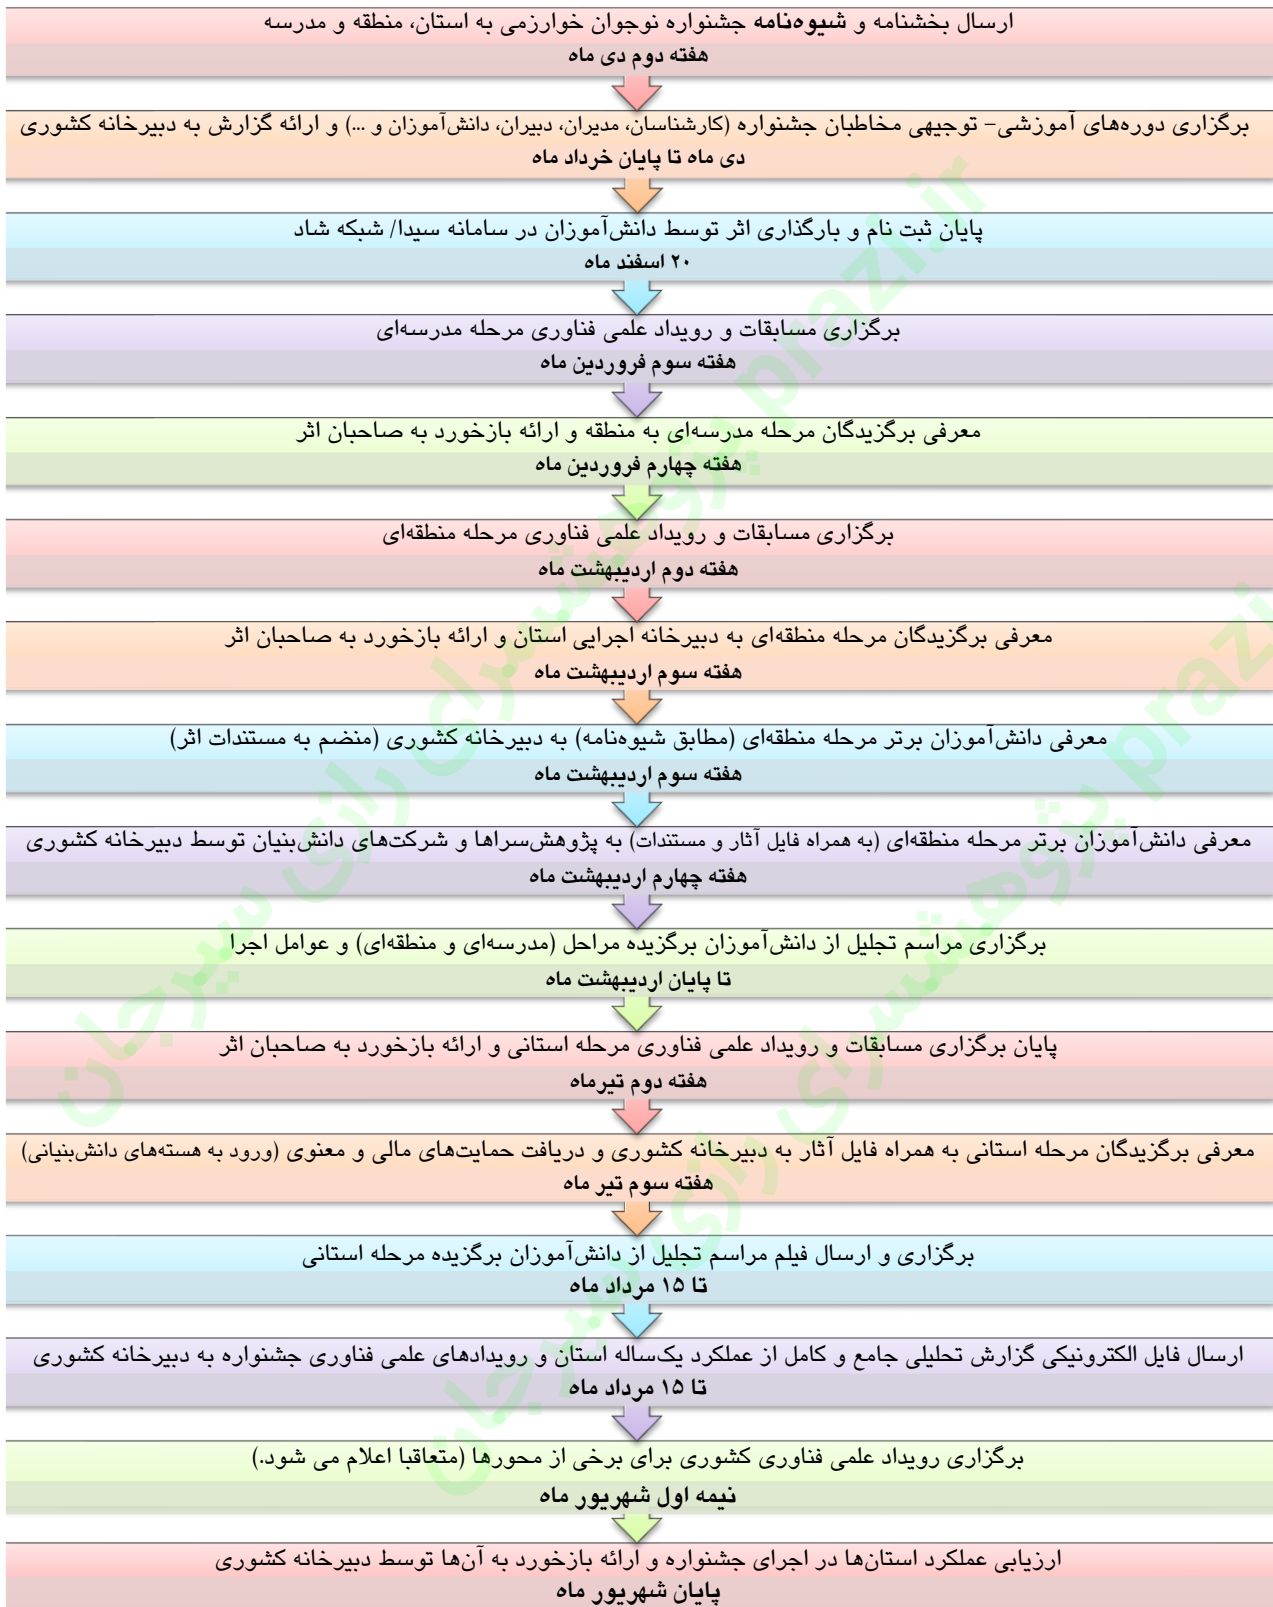 ارسال بخشنامه و شیوه‌نامه جشنواره نوجوان خوارزمی به استان، منطقه و مدرسه
هفته دوم دی ماه
برگزاری دوره‌های آموزشی- توجیهی مخاطبان جشنواره (کارشناسان، مدیران، دبیران، دانش‌آموزان و ...) و ارائه گزارش به دبیرخانه کشوری
دی ماه تا پایان خرداد ماه
پایان ثبت نام و بارگذاری اثر توسط دانش‌آموزان در سامانه سیدا/ شبکه شاد
۲۰ اسفند ماه
برگزاری مسابقات و رویداد علمی فناوری مرحله مدرسه‌ای
هفته سوم فروردین ماه
معرفی برگزیدگان مرحله مدرسه‌ای به منطقه و ارائه بازخورد به صاحبان اثر
هفته چهارم فروردین ماه
برگزاری مسابقات و رویداد علمی فناوری مرحله منطقه‌ای
هفته دوم اردیبهشت ماه
معرفی برگزیدگان مرحله منطقه‌ای به دبیرخانه اجرایی استان و ارائه بازخورد به صاحبان اثر
هفته سوم اردیبهشت ماه
معرفی دانش‌آموزان برتر مرحله منطقه‌ای (مطابق شیوه‌نامه) به دبیرخانه کشوری (منضم به مستندات اثر)
هفته سوم اردیبهشت ماه
معرفی دانش‌آموزان برتر مرحله منطقه‌ای (به همراه فایل آثار و مستندات) به پژوهش‌سراها و شرکت‌های دانش‌بنیان توسط دبیرخانه کشوری
هفته چهارم اردیبهشت ماه
برگزاری مراسم تجلیل از دانش‌آموزان برگزیده مراحل (مدرسه‌ای و منطقه‌ای) و عوامل اجرا
تا پایان اردیبهشت ماه
پایان برگزاری مسابقات و رویداد علمی فناوری مرحله استانی و ارائه بازخورد به صاحبان اثر
هفته دوم تیرماه
معرفی برگزیدگان مرحله استانی به همراه فایل آثار به دبیرخانه کشوری و دریافت حمایت‌های مالی و معنوی (ورود به هسته‌های دانش‌بنیانی)
هفته سوم تیر ماه
برگزاری و ارسال فیلم مراسم تجلیل از دانش‌آموزان برگزیده مرحله استانی
تا ۱۵ مرداد ماه
ارسال فایل الکترونیکی گزارش تحلیلی جامع و کامل از عملکرد یک‌ساله استان و رویدادهای علمی فناوری جشنواره به دبیرخانه کشوری
تا ۱۵ مرداد ماه
برگزاری رویداد علمی فناوری کشوری برای برخی از محورها (متعاقبا اعلام می شود.)
نیمه اول شهریور ماه
ارزیابی عملکرد استان‌ها در اجرای جشنواره و ارائه بازخورد به آن‌ها توسط دبیرخانه کشوری
پایان شهریور ماه
پژوهشسرای رازی سیرجان prazi.ir
پژوهشسرای رازی سیرجان prazi